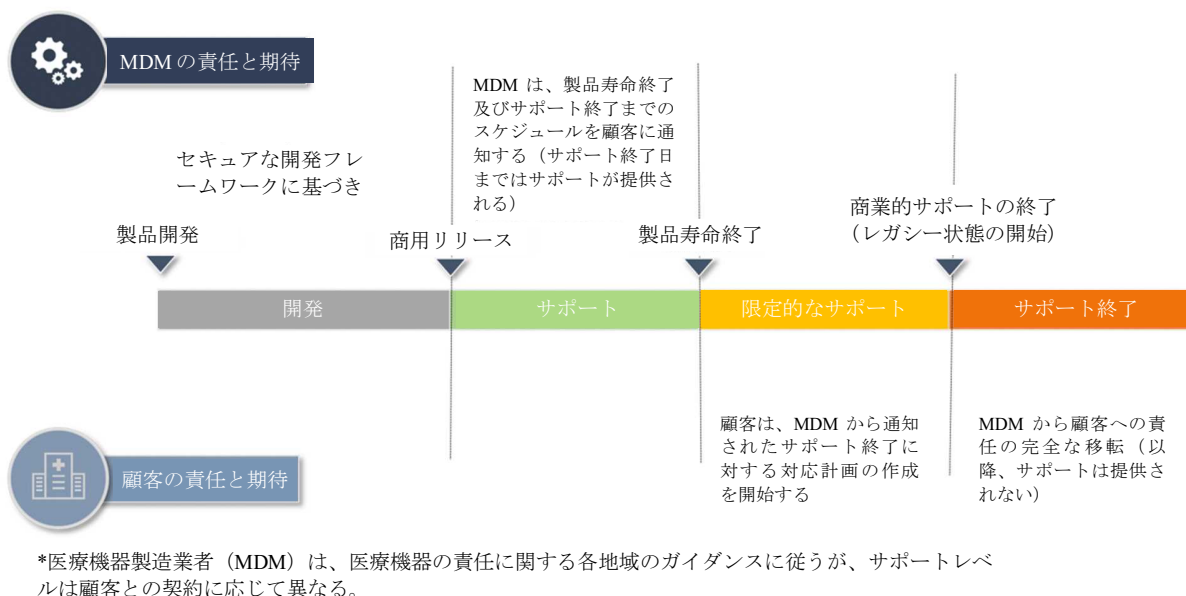 MDM の責任と期待
MDM は、製品寿命終了
及びサポート終了までの
スケジュールを顧客に通
知する（サポート終了日
まではサポートが提供さ
れる）
セキュアな開発フレ
ームワークに基づき
製品開発
商用リリース
製品寿命終了
商業的サポートの終了
（レガシー状態の開始）
開発
サポート
限定的なサポート
サポート終了
顧客の責任と期待
顧客は、MDM から通知
されたサポート終了に
対する対応計画の作成
を開始する
MDM から顧客への責
任の完全な移転（以
降、サポートは提供さ
れない）
*医療機器製造業者（MDM）は、医療機器の責任に関する各地域のガイダンスに従うが、サポートレベ
ルは顧客との契約に応じて異なる。